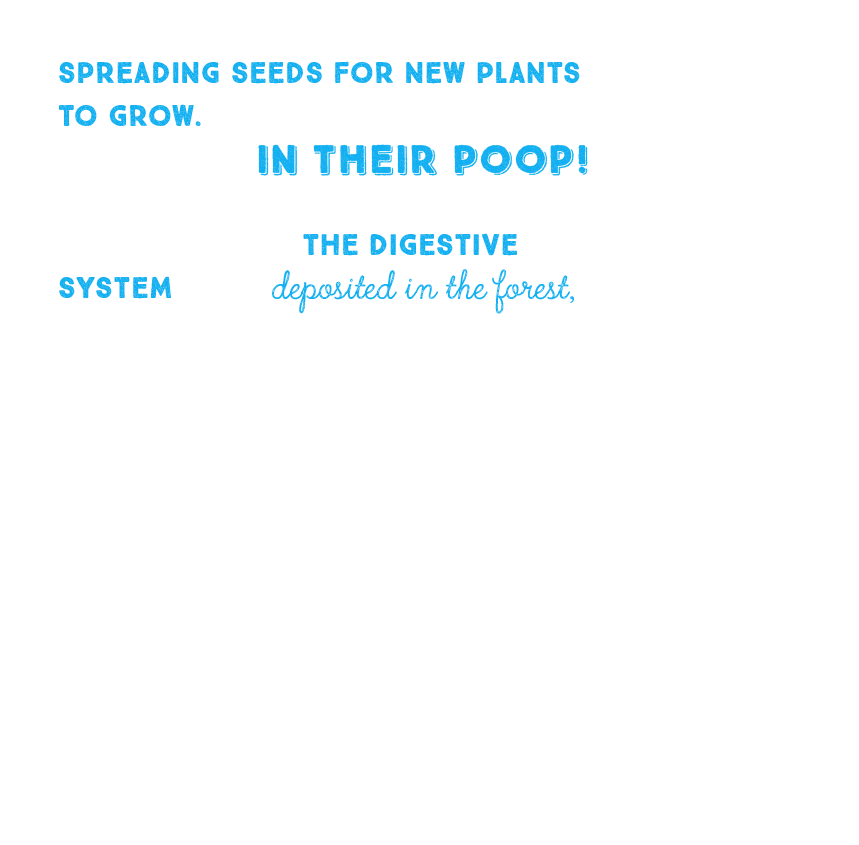 SPREADING SEEDS FOR NEW PLANTS
TO GROW.
IN THEIR POOP!
THE DIGESTIVE
SYSTEM deposited in the forest,